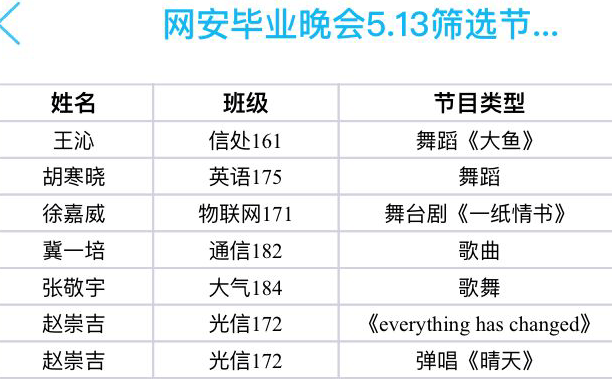 网安毕业晚会5.13筛选节...
姓名 班级 节目类型
王沁 信处161 舞蹈《大鱼》
胡寒晓 英语175 舞蹈
徐嘉威 物联网171 舞台剧《一纸情书》
冀一培 通信182 歌曲
张敬宇 大气184 歌舞
赵崇吉 光信172 《everything has changed》
赵崇吉 光信172 弹唱《晴天》